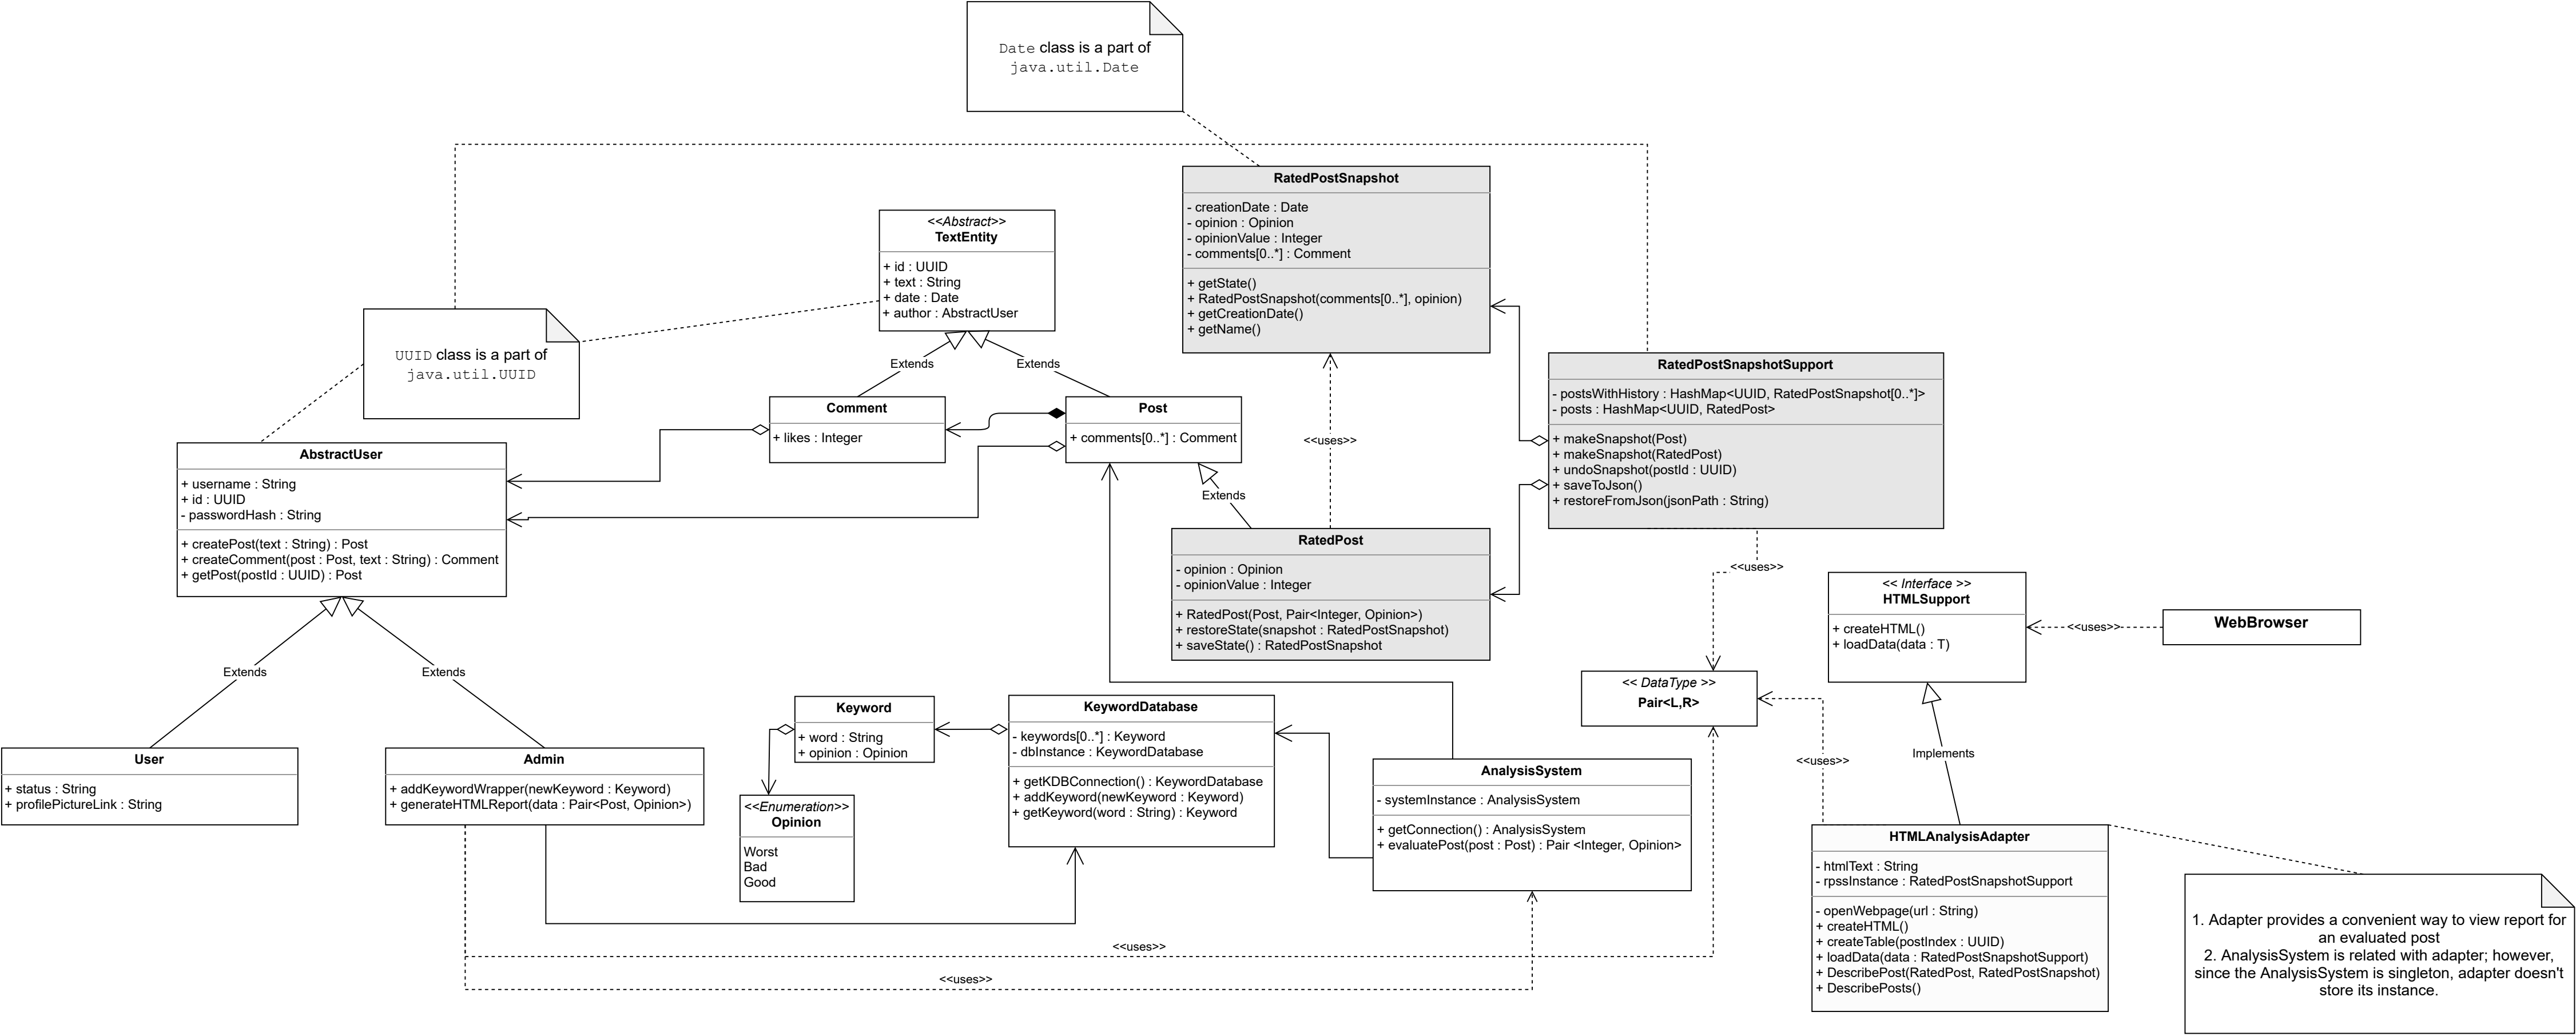 Date class is a part of
java.util.Date
RatedPostSnapshot
- creationDate : Date
- opinion : Opinion
- opinionValue : Integer
- comments[0..*] : Comment
+ getState()
+ RatedPostSnapshot(comments[0..*], opinion)
+ getCreationDate()
+ getName()
<<Abstract>>
TextEntity
+ id : UUID
+ text : String
+ date : Date
+ author : AbstractUser
UUID class is a part of
java.util.UUID
Extends
Extends
RatedPostSnapshotSupport
- postsWithHistory : HashMap<UUID, RatedPostSnapshot[0..*]>
- posts : HashMap<UUID, RatedPost>
+ makeSnapshot(Post)
+ makeSnapshot(RatedPost)
+ undoSnapshot(postId : UUID)
+ saveToJson()
+ restoreFromJson(jsonPath : String)
Comment
+ likes : Integer
Post
+ comments[0..*] : Comment
<<uses>>
AbstractUser
+ username : String
+ id : UUID
- passwordHash : String
+ createPost(text : String) : Post
+ createComment(post : Post, text : String) : Comment
+ getPost(postId : UUID) : Post
Extends
RatedPost
- opinion : Opinion
- opinionValue : Integer
+ RatedPost(Post, Pair<Integer, Opinion>)
+ restoreState(snapshot : RatedPostSnapshot)
+ saveState() : RatedPostSnapshot
<<uses>>
<< Interface >>
HTMLSupport
+ createHTML()
+ loadData(data : T)
<<uses>>
WebBrowser
Extends
Extends
<< DataType >>
Pair<L,R>
Keyword
+ word : String
+ opinion : Opinion
KeywordDatabase
- keywords[0..*] : Keyword
- dbInstance : KeywordDatabase
+ getKDBConnection() : KeywordDatabase
+ addKeyword(newKeyword : Keyword)
+ getKeyword(word : String) : Keyword
Implements
<<uses>>
User
+ status : String
+ profilePictureLink : String
Admin
+ addKeywordWrapper(newKeyword : Keyword)
+ generateHTMLReport(data : Pair<Post, Opinion>)
AnalysisSystem
- systemInstance : AnalysisSystem
+ getConnection() : AnalysisSystem
+ evaluatePost(post : Post) : Pair <Integer, Opinion>
<<Enumeration>>
Opinion
Worst
Bad
Good
HTMLAnalysisAdapter
- htmlText : String
- rpssInstance : RatedPostSnapshotSupport
- openWebpage(url : String)
+ createHTML()
+ createTable(postIndex : UUID)
+ loadData(data : RatedPostSnapshotSupport)
+ DescribePost(RatedPost, RatedPostSnapshot)
+ DescribePosts()
1. Adapter provides a convenient way to view report for
an evaluated post
2. AnalysisSystem is related with adapter; however,
since the AnalysisSystem is singleton, adapter doesn't
store its instance.
<<uses>>
<<uses>>